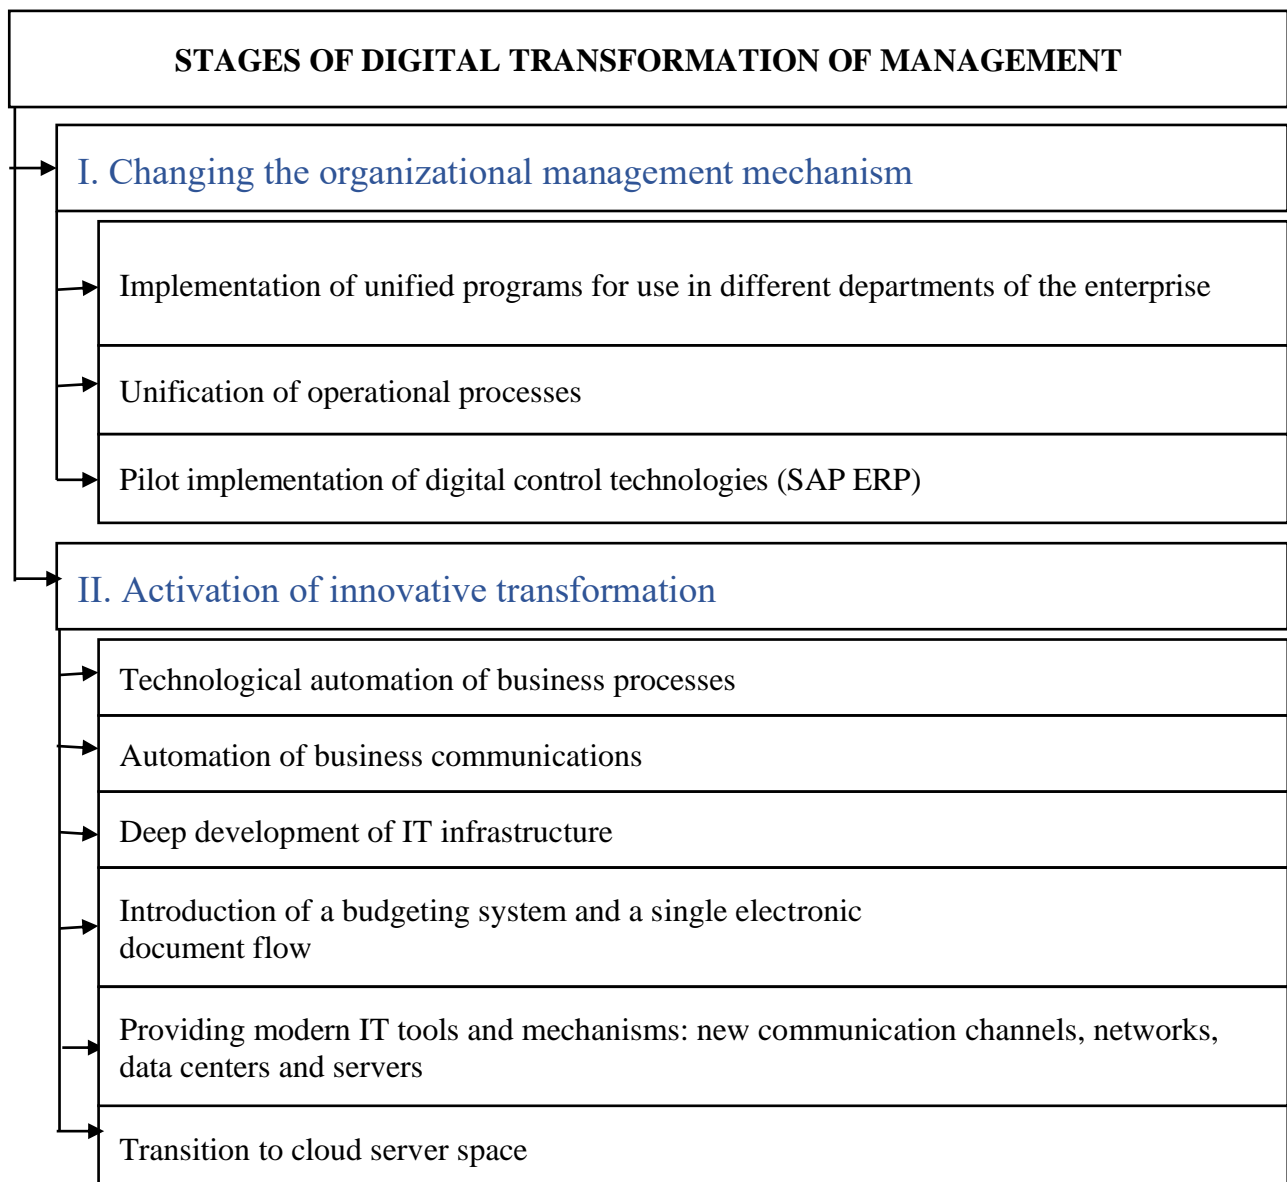 STAGES OF DIGITAL TRANSFORMATION OF MANAGEMENT
I. Changing the organizational management mechanism
Implementation of unified programs for use in different departments of the enterprise
Unification of operational processes
Pilot implementation of digital control technologies (SAP ERP)
II. Activation of innovative transformation
Technological automation of business processes
Automation of business communications
Deep development of IT infrastructure
Introduction of a budgeting system and a single electronic
document flow
Providing modern IT tools and mechanisms: new communication channels, networks,
data centers and servers
Transition to cloud server space